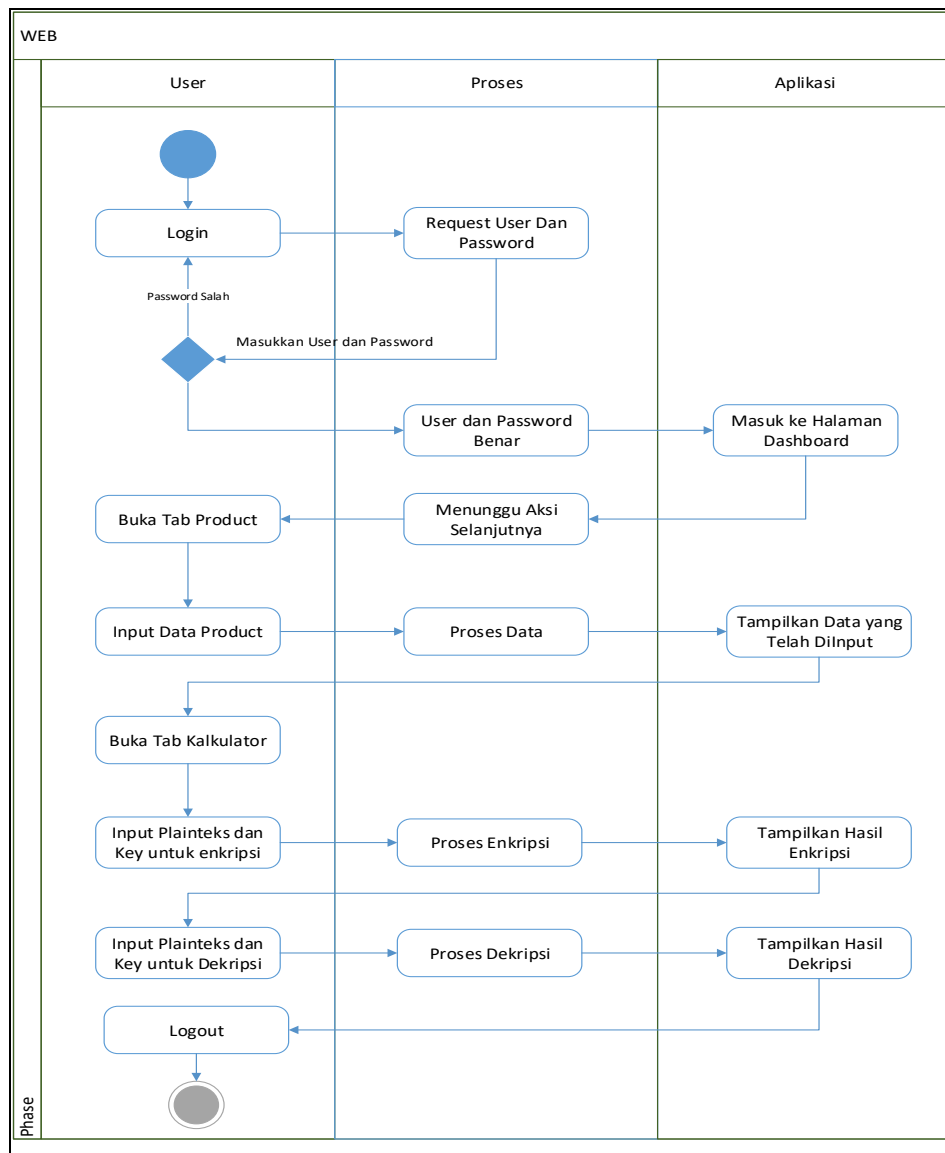 WEB
User
Proses
Aplikasi
Login
Request User Dan
Password
Password Salah
Masukkan User dan Password
User dan Password
Benar
Masuk ke Halaman
Dashboard
Buka Tab Product
Menunggu Aksi
Selanjutnya
Input Data Product
Proses Data
Tampilkan Data yang
Telah DiInput
Buka Tab Kalkulator
Input Plainteks dan
Key untuk enkripsi
Proses Enkripsi
Tampilkan Hasil
Enkripsi
Input Plainteks dan
Key untuk Dekripsi
Proses Dekripsi
Tampilkan Hasil
Dekripsi
Logout
Phase